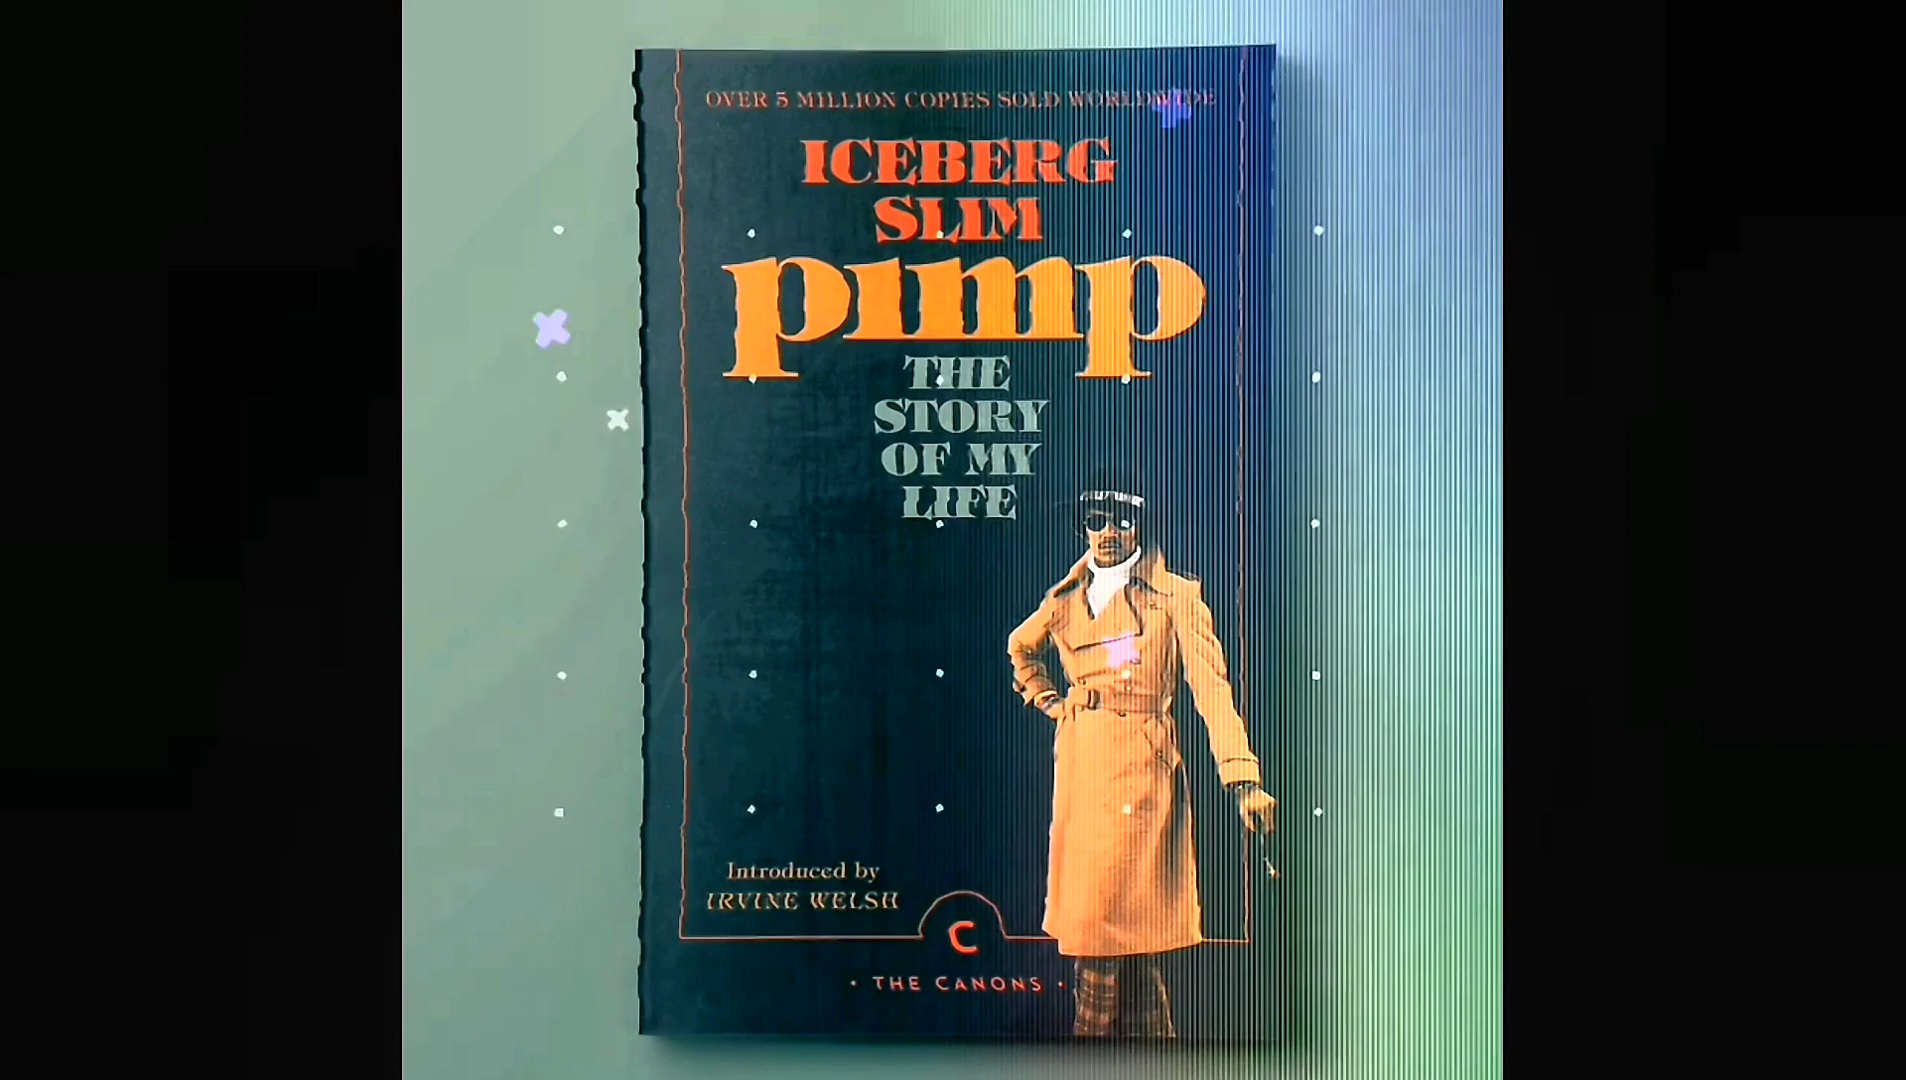 OVER 5 MILLION COPIES SOLD WORLDWIDE
ICEBERG
SLIM
pimp
THE
STORY
OF MY
LIFE
Introduced by
IRVINE WELSH
C
· THE CANONS ·